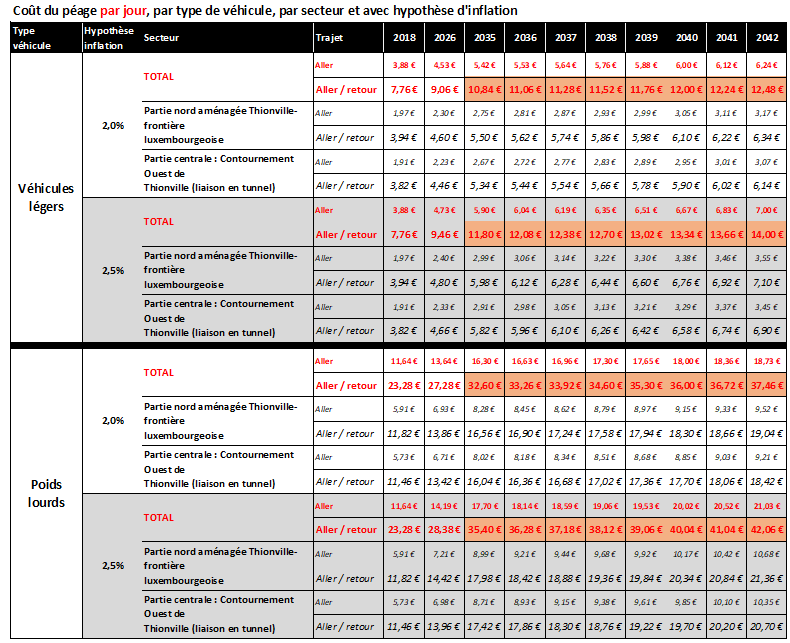 Coût du péage par jour, par type de véhicule, par secteur et avec hypothèse d'inflation
Type véhicule Hypothèse inflation Secteur Trajet 2018 2026 2035 2036 2037 2038 2039 2040 2041 2042
Véhicules légers
2,0%
TOTAL
Aller 3,88 € 4,53 € 5,42 € 5,53 € 5,64 € 5,76 € 5,88 € 6,00 € 6,12 € 6,24 €
Aller / retour 7,76 € 9,06 € 10,84 € 11,06 € 11,28 € 11,52 € 11,76 € 12,00 € 12,24 € 12,48 €
Partie nord aménagée Thionville-
frontière
luxembourgeoise
Aller 1,97 € 2,30 € 2,75 € 2,81 € 2,87 € 2,93 € 2,99 € 3,05 € 3,11 € 3,17 €
Aller / retour 3,94 € 4,60 € 5,50 € 5,62 € 5,74 € 5,86 € 5,98 € 6,10 € 6,22 € 6,34 €
Partie centrale : Contournement
Ouest de
Thionville (liaison en tunnel)
Aller 1,91 € 2,23 € 2,67 € 2,72 € 2,77 € 2,83 € 2,89 € 2,95 € 3,01 € 3,07 €
Aller / retour 3,82 € 4,46 € 5,34 € 5,44 € 5,54 € 5,66 € 5,78 € 5,90 € 6,02 € 6,14 €
2,5%
TOTAL
Aller 3,88 € 4,73 € 5,90 € 6,04 € 6,19 € 6,35 € 6,51 € 6,67 € 6,83 € 7,00 €
Aller / retour 7,76 € 9,46 € 11,80 € 12,08 € 12,38 € 12,70 € 13,02 € 13,34 € 13,66 € 14,00 €
Partie nord aménagée Thionville-
frontière
luxembourgeoise
Aller 1,97 € 2,40 € 2,99 € 3,06 € 3,14 € 3,22 € 3,30 € 3,38 € 3,46 € 3,55 €
Aller / retour 3,94 € 4,80 € 5,98 € 6,12 € 6,28 € 6,44 € 6,60 € 6,76 € 6,92 € 7,10 €
Partie centrale : Contournement
Ouest de
Thionville (liaison en tunnel)
Aller 1,91 € 2,33 € 2,91 € 2,98 € 3,05 € 3,13 € 3,21 € 3,29 € 3,37 € 3,45 €
Aller / retour 3,82 € 4,66 € 5,82 € 5,96 € 6,10 € 6,26 € 6,42 € 6,58 € 6,74 € 6,90 €
Poids lourds
2,0%
TOTAL
Aller 11,64 € 13,64 € 16,30 € 16,63 € 16,96 € 17,30 € 17,65 € 18,00 € 18,36 € 18,73 €
Aller / retour 23,28 € 27,28 € 32,60 € 33,26 € 33,92 € 34,60 € 35,30 € 36,00 € 36,72 € 37,46 €
Partie nord aménagée Thionville-
frontière
luxembourgeoise
Aller 5,91 € 6,93 € 8,28 € 8,45 € 8,62 € 8,79 € 8,97 € 9,15 € 9,33 € 9,52 €
Aller / retour 11,82 € 13,86 € 16,56 € 16,90 € 17,24 € 17,58 € 17,94 € 18,30 € 18,66 € 19,04 €
Partie centrale : Contournement
Ouest de
Thionville (liaison en tunnel)
Aller 5,73 € 6,71 € 8,02 € 8,18 € 8,34 € 8,51 € 8,68 € 8,85 € 9,03 € 9,21 €
Aller / retour 11,46 € 13,42 € 16,04 € 16,36 € 16,68 € 17,02 € 17,36 € 17,70 € 18,06 € 18,42 €
2,5%
TOTAL
Aller 11,64 € 14,19 € 17,70 € 18,14 € 18,59 € 19,06 € 19,53 € 20,02 € 20,52 € 21,03 €
Aller / retour 23,28 € 28,38 € 35,40 € 36,28 € 37,18 € 38,12 € 39,06 € 40,04 € 41,04 € 42,06 €
Partie nord aménagée Thionville-
frontière
luxembourgeoise
Aller 5,91 € 7,21 € 8,99 € 9,21 € 9,44 € 9,68 € 9,92 € 10,17 € 10,42 € 10,68 €
Aller / retour 11,82 € 14,42 € 17,98 € 18,42 € 18,88 € 19,36 € 19,84 € 20,34 € 20,84 € 21,36 €
Partie centrale : Contournement
Ouest de
Thionville (liaison en tunnel)
Aller 5,73 € 6,98 € 8,71 € 8,93 € 9,15 € 9,38 € 9,61 € 9,85 € 10,10 € 10,35 €
Aller / retour 11,46 € 13,96 € 17,42 € 17,86 € 18,30 € 18,76 € 19,22 € 19,70 € 20,20 € 20,70 €